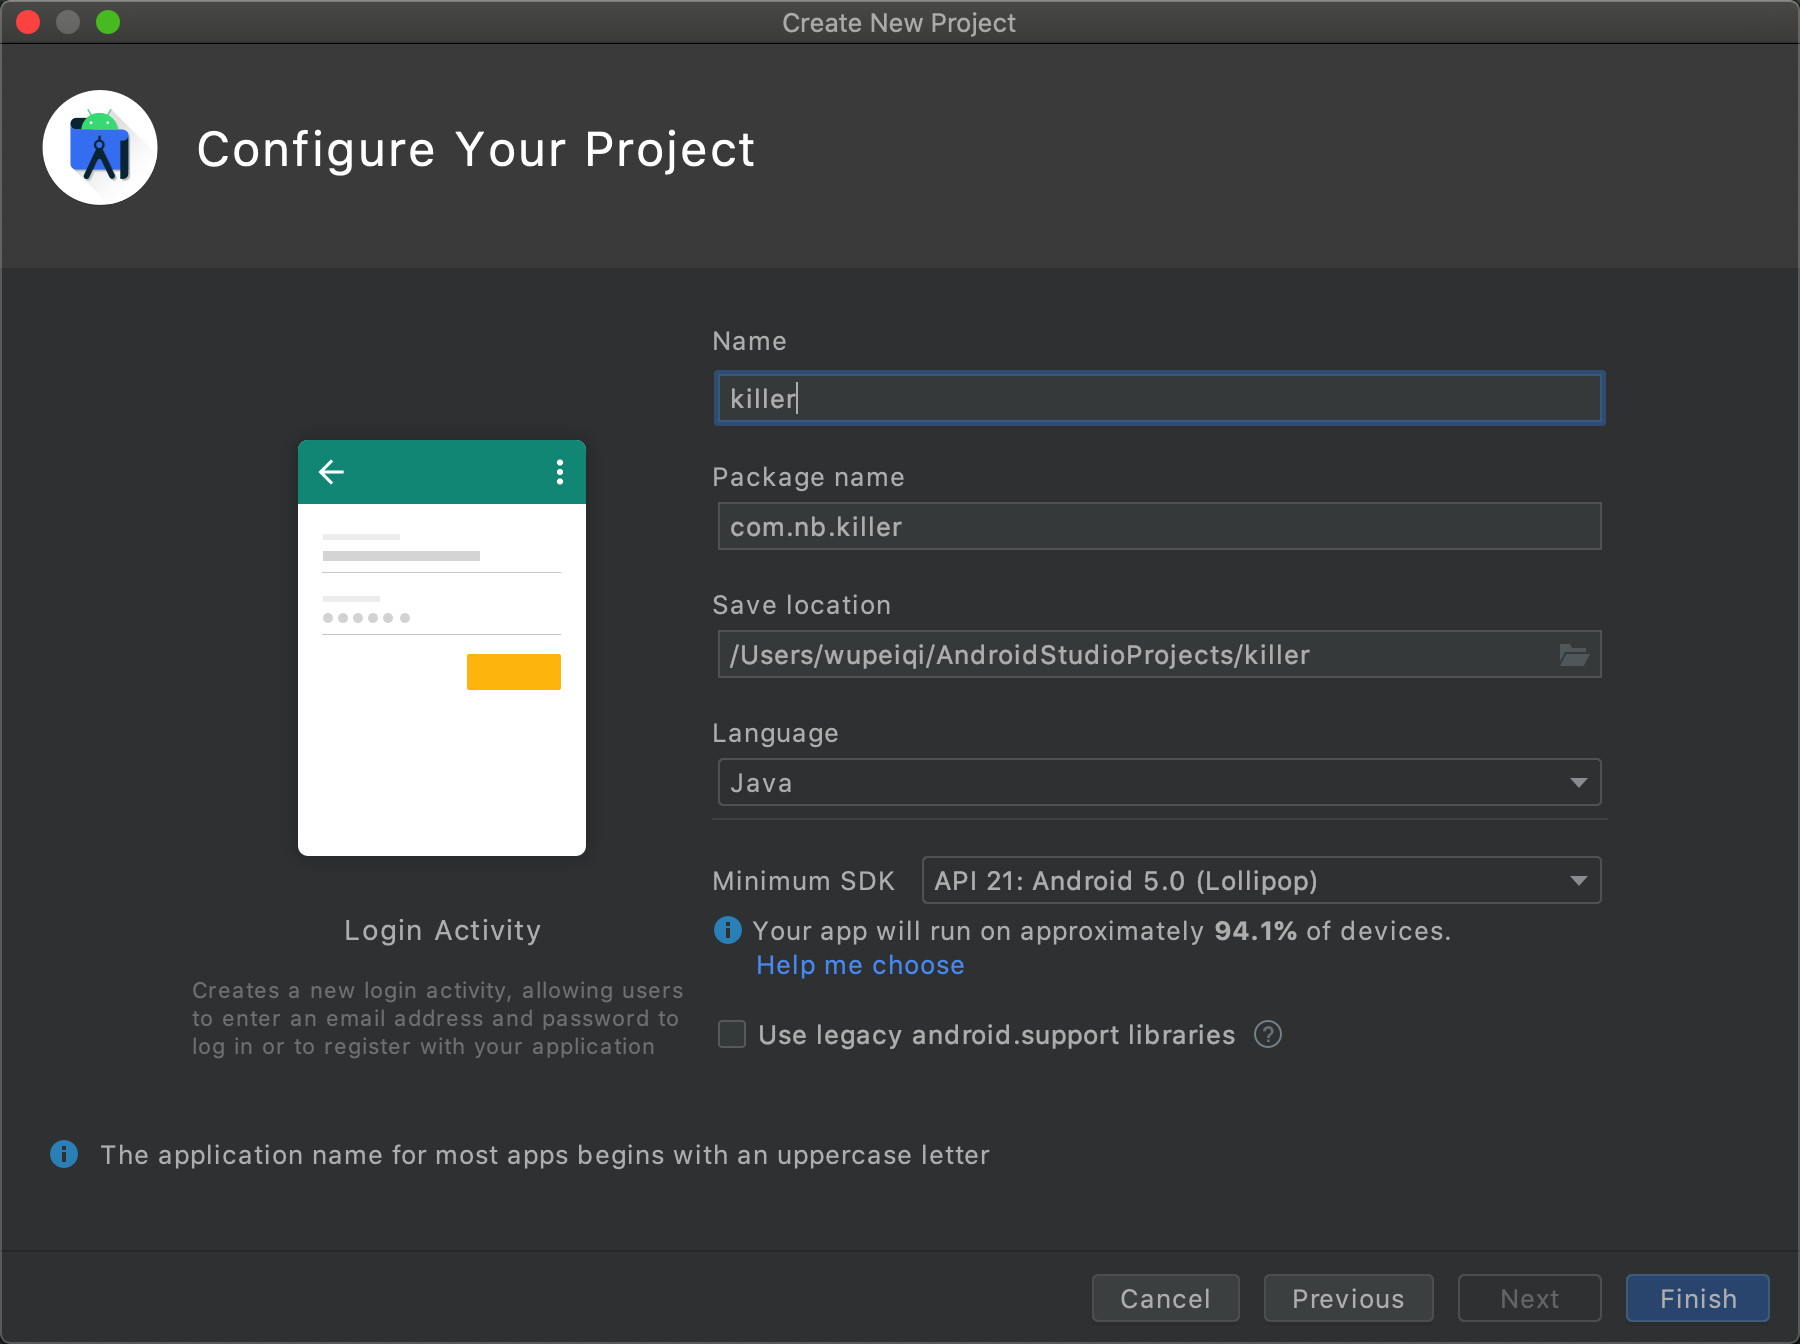 Create New Project
Configure Your Project
Name
killer
Package name
com.nb.killer
Save location
/Users/wupeiqi/AndroidStudioProjects/killer
Language
Java
Minimum SDK API 21: Android 5.0 (Lollipop)
Your app will run on approximately 94.1% of devices.
Help me choose
Use legacy android.support libraries ?
Login Activity
Creates a new login activity, allowing users
to enter an email address and password to
log in or to register with your application
The application name for most apps begins with an uppercase letter
Cancel Previous Next Finish